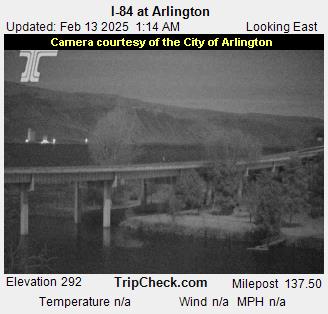 I-84 at Arlington
Updated: Feb 13 2025 1:14 AM Looking East
Camera courtesy of the City of Arlington
Elevation 292 TripCheck.com Milepost 137.50
Temperature n/a Wind n/a MPH n/a